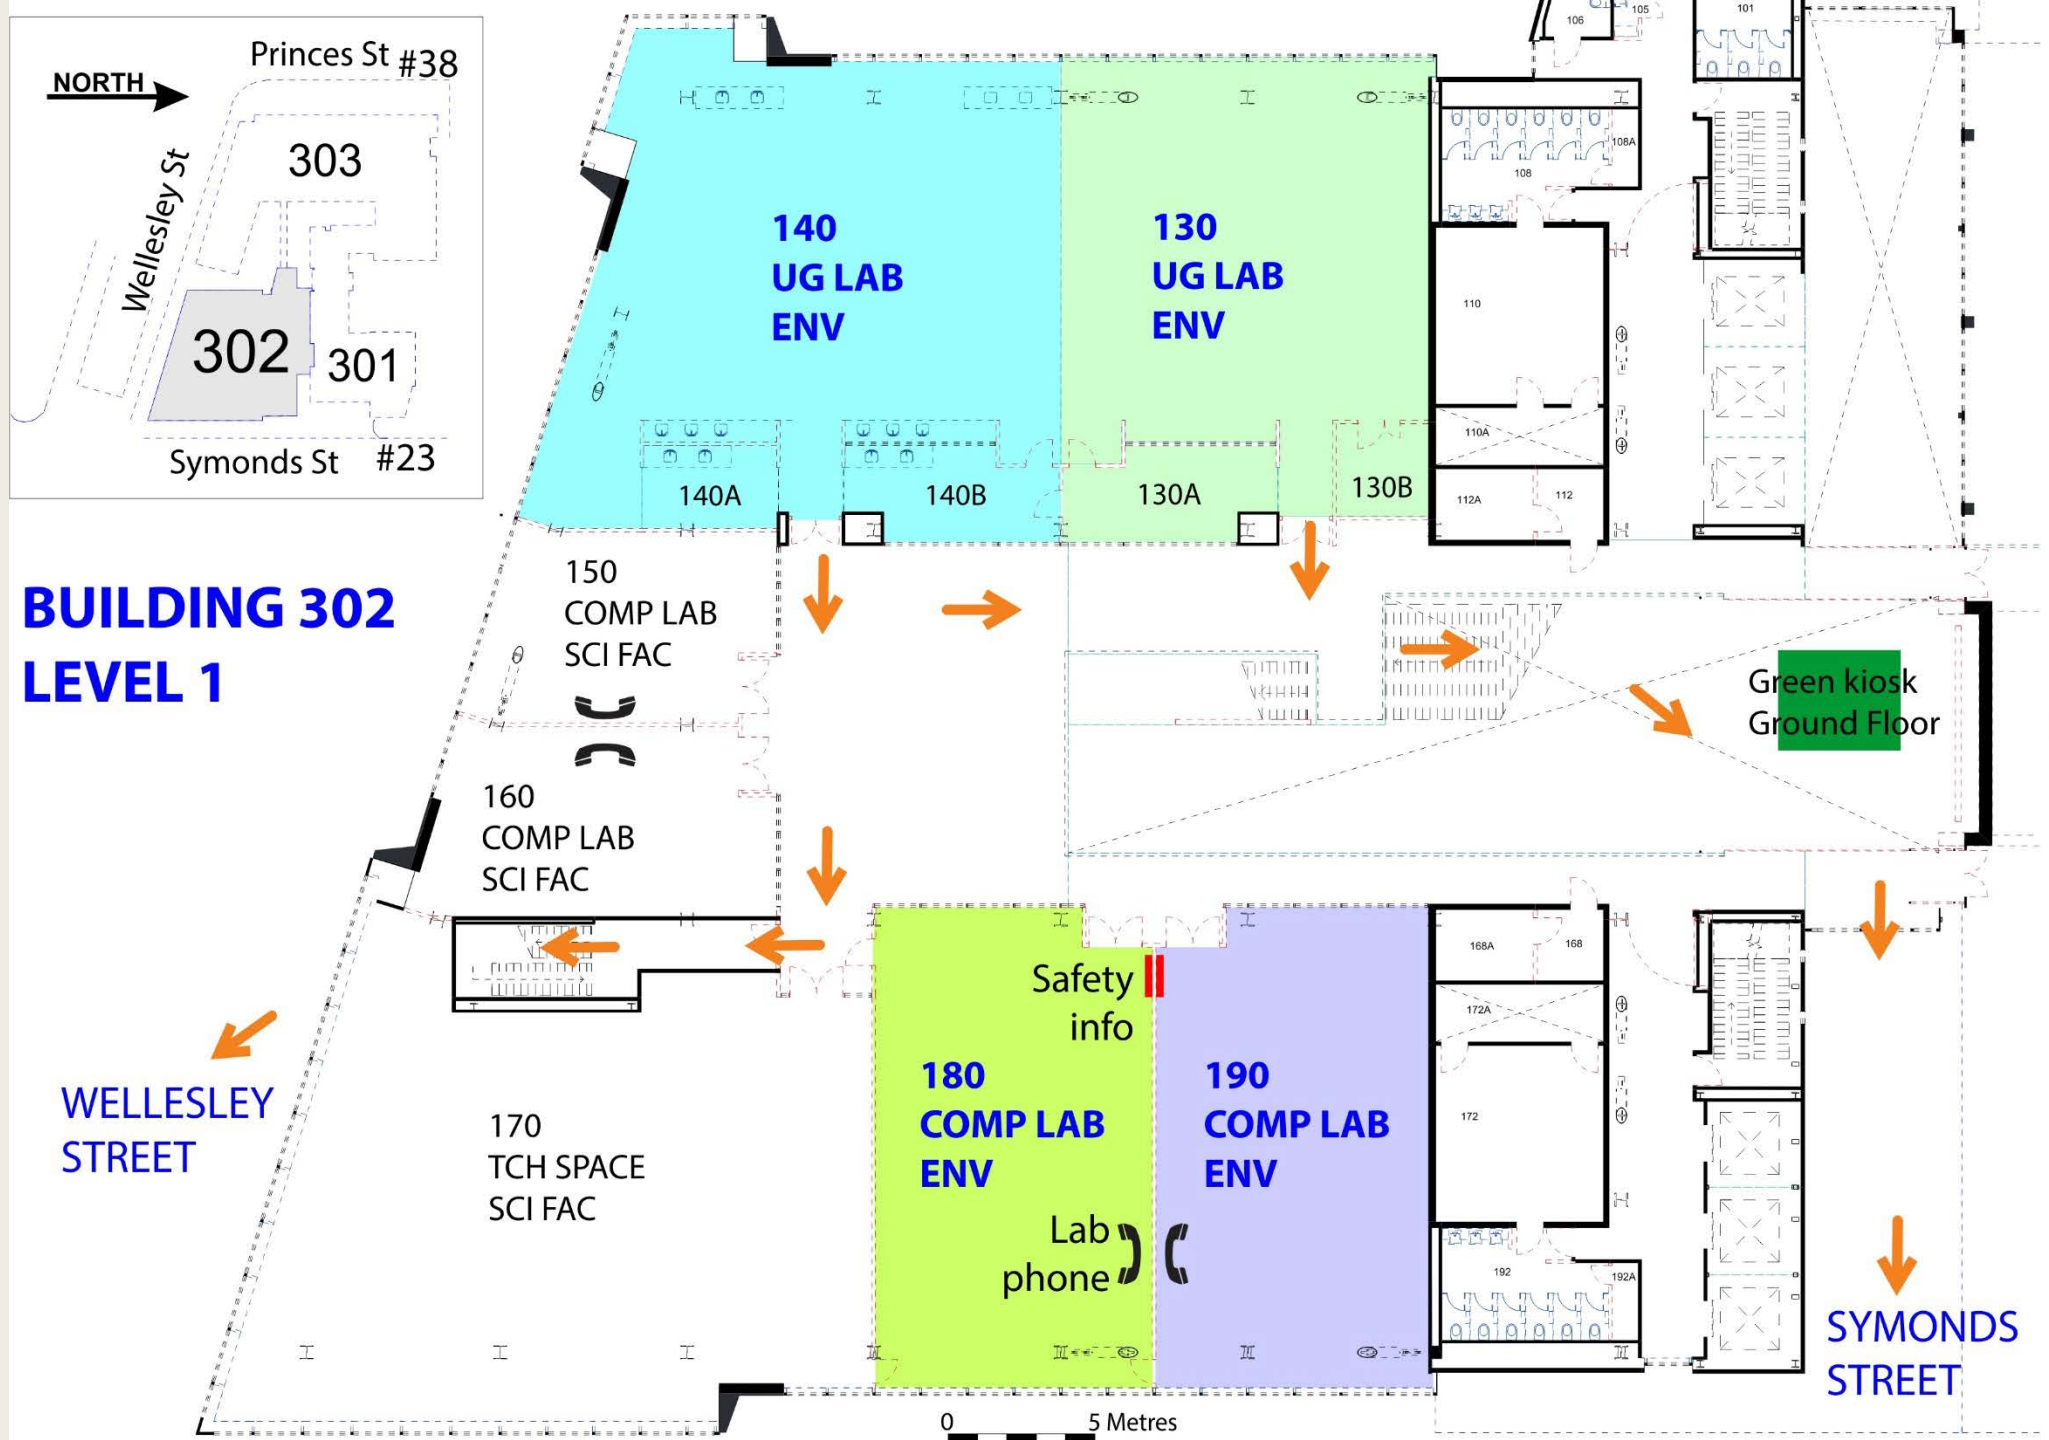 Princes St #38
NORTH
Wellesley St
303
302
301
Symonds St #23
BUILDING 302
LEVEL 1
106
105
101
140
UG LAB
ENV
130
UG LAB
ENV
108A
108
110
110A
140A
140B
130A
130B
112A
112
150
COMP LAB
SCI FAC
Green kiosk
Ground Floor
160
COMP LAB
SCI FAC
Safety
info
168A
168
172A
WELLESLEY
STREET
170
TCH SPACE
SCI FAC
180
COMP LAB
ENV
190
COMP LAB
ENV
172
Lab
phone
192
192A
SYMONDS
STREET
0
5 Metres